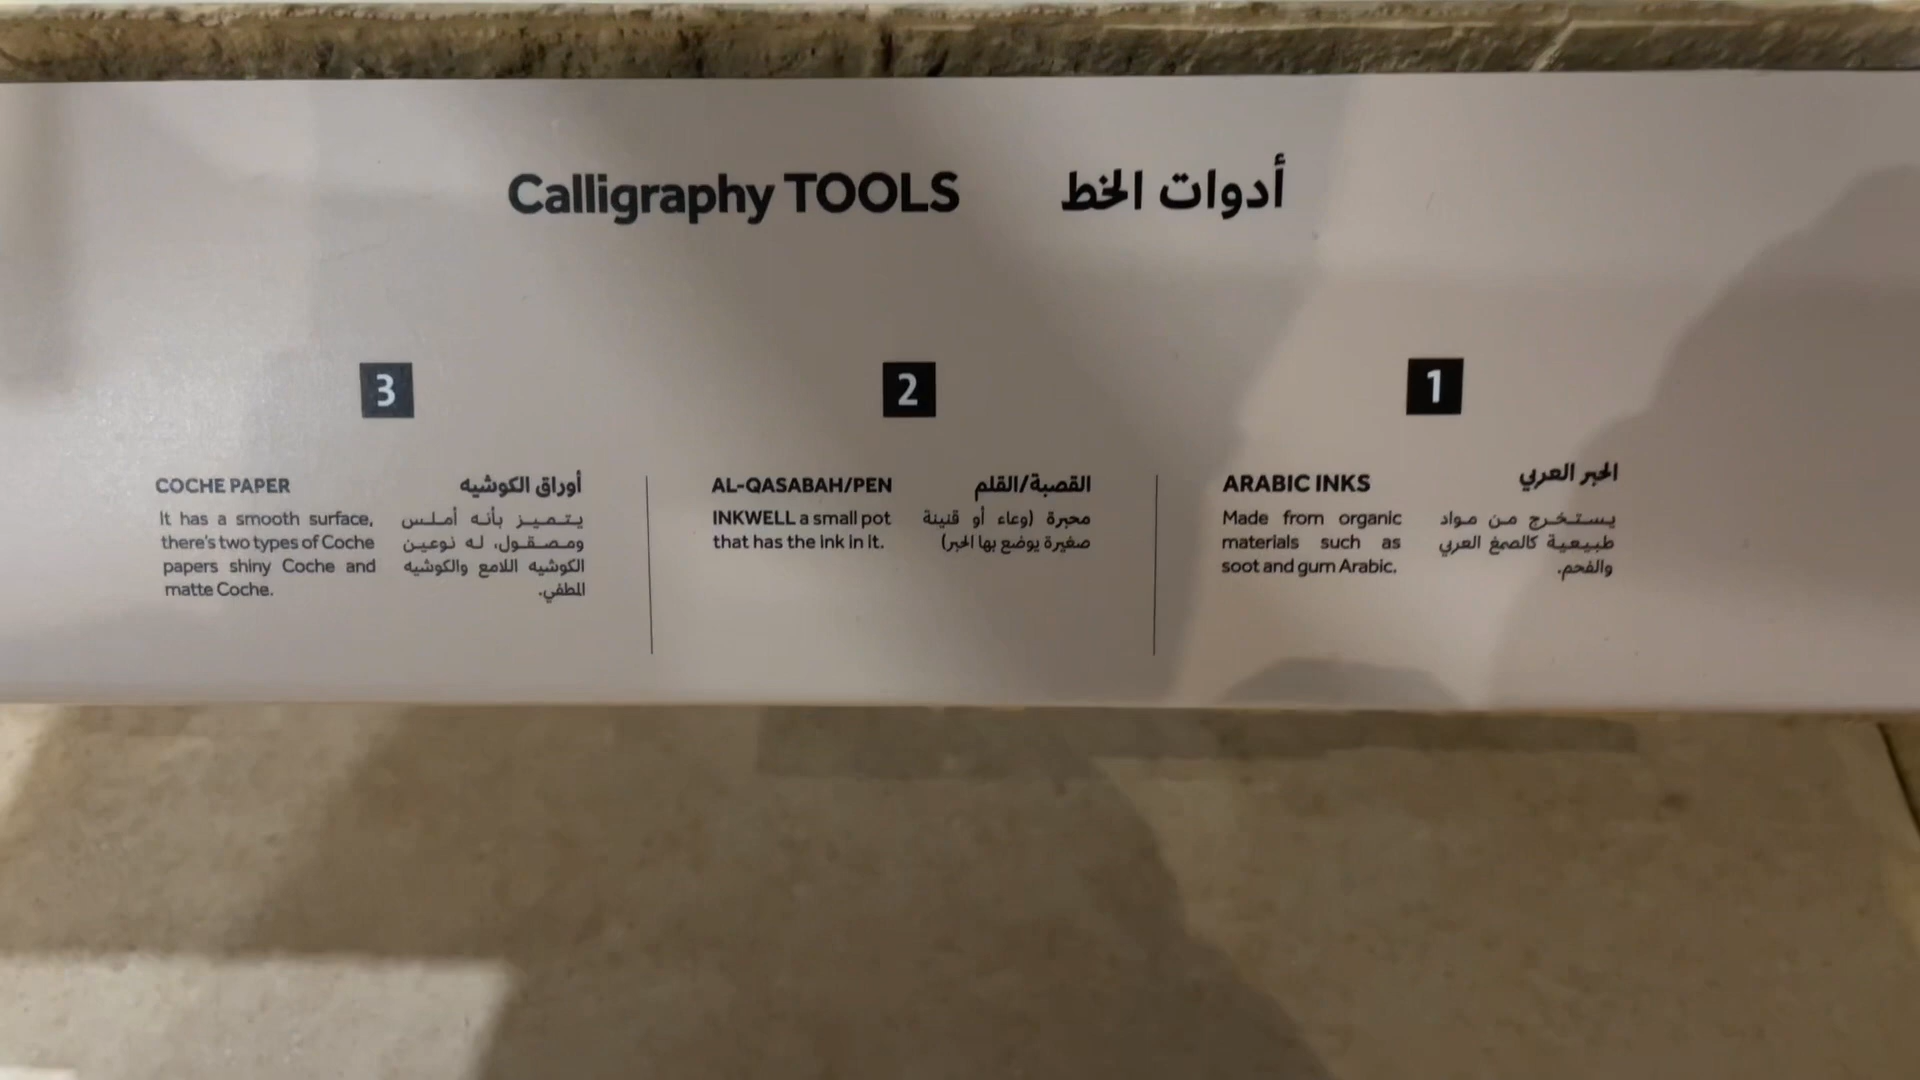 Calligraphy TOOLS
أدوات الخط
1
ARABIC INKS
Made from organic
materials such as
soot and gum Arabic.
الحبر العربي
يستخرج من مواد
طبيعية كالصمغ العربي
والفحم.
2
AL-QASABAH/PEN
INKWELL a small pot
that has the ink in it.
القصبة/القلم
محبرة (وعاء أو قنينة
صغيرة يوضع بها الحبر)
3
COCHE PAPER
It has a smooth surface,
there's two types of Coche
papers shiny Coche and
matte Coche.
أوراق الكوشيه
يتميز بأنه أملس
ومصقول، له نوعين
الكوشيه اللامع والكوشيه
المطفي.